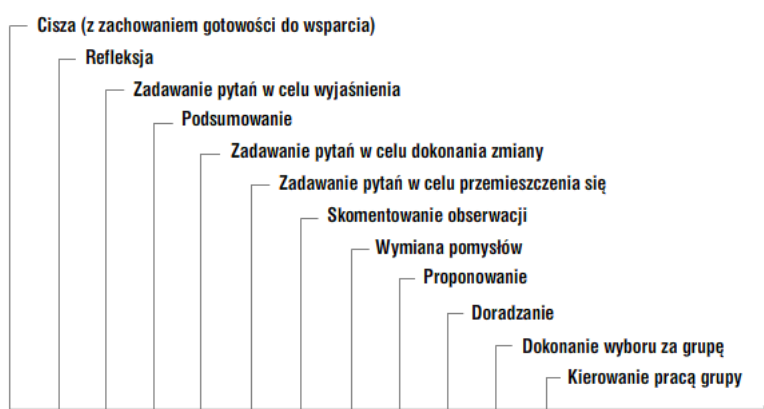 Cisza (z zachowaniem gotowości do wsparcia)
Refleksja
Zadawanie pytań w celu wyjaśnienia
Podsumowanie
Zadawanie pytań w celu dokonania zmiany
Zadawanie pytań w celu przemieszczenia się
Skomentowanie obserwacji
Wymiana pomysłów
Proponowanie
Doradzanie
Dokonanie wyboru za grupę
Kierowanie pracą grupy